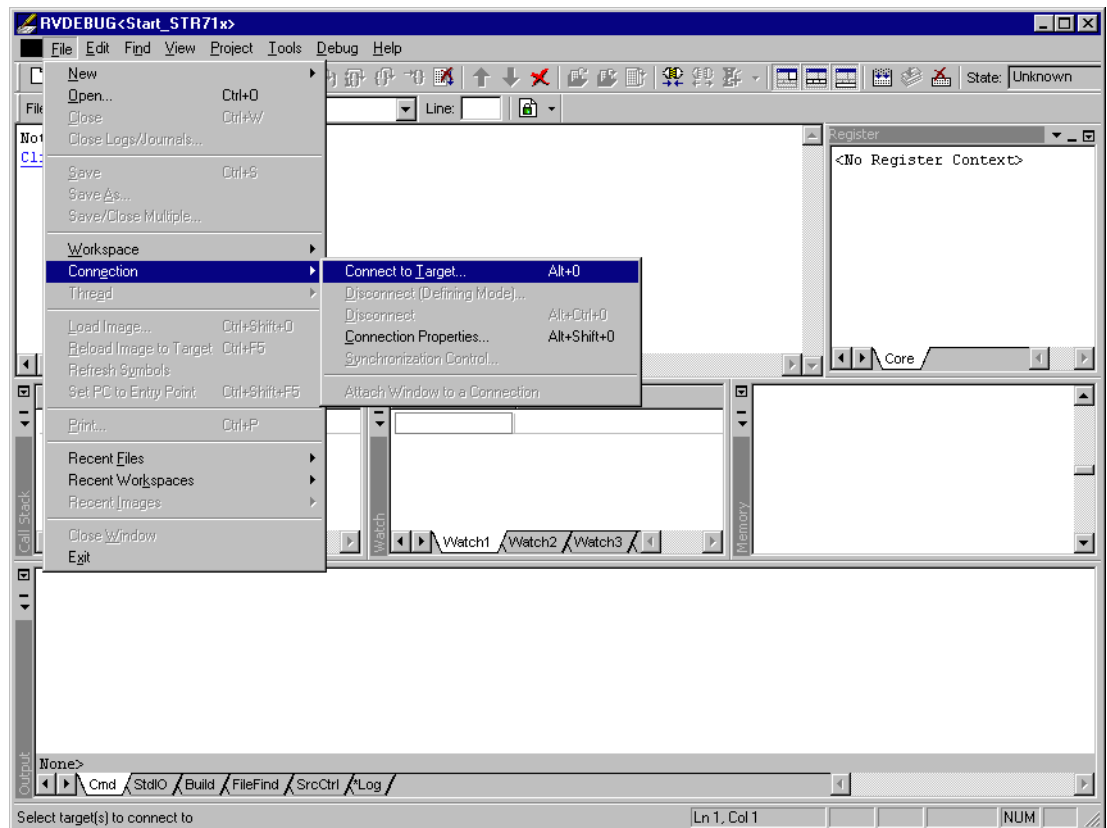 RVDEBUG<Start_STR71x>
File Edit Find View Project Tools Debug Help
State: Unknown
File
Line:
New
Open... Ctrl+O
Close Ctrl+W
Close Logs/Journals...
Save Ctrl+S
Save As...
Save/Close Multiple...
Workspace
Connection
Thread
Load Image... Ctrl+Shift+O
Reload Image to Target Ctrl+F5
Refresh Symbols
Set PC to Entry Point Ctrl+Shift+F5
Print... Ctrl+P
Recent Files
Recent Workspaces
Recent Images
Close Window
Exit
Connect to Target... Alt+0
Disconnect (Defining Mode)...
Disconnect Alt+Ctrl+0
Connection Properties... Alt+Shift+0
Synchronization Control...
Attach Window to a Connection
Register
<No Register Context>
Core
Call Stack
Watch
Watch1 Watch2 Watch3
Memory
Output
None>
Cmd StdIO Build FileFind SrcCtrl *Log
Select target(s) to connect to
Ln 1, Col 1
NUM